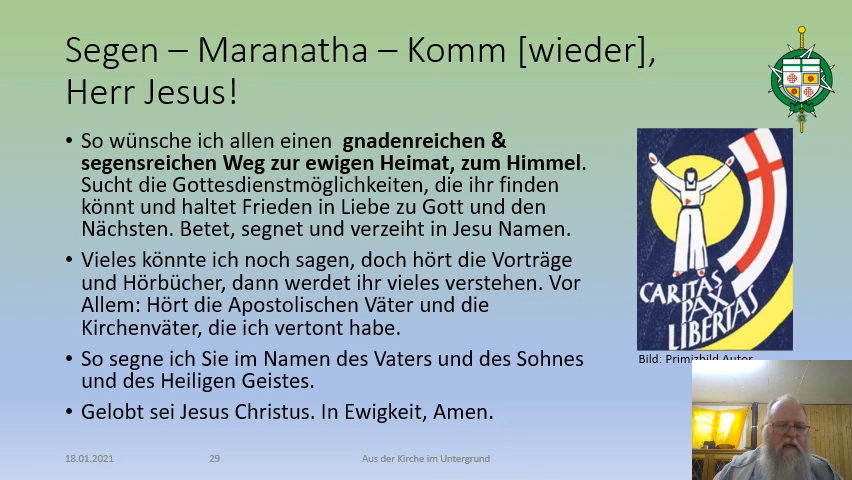 Segen – Maranatha – Komm [wieder],
Herr Jesus!
• So wünsche ich allen einen gnadenreichen &
segensreichen Weg zur ewigen Heimat, zum Himmel.
Sucht die Gottesdienstmöglichkeiten, die ihr finden
könnt und haltet Frieden in Liebe zu Gott und den
Nächsten. Betet, segnet und verzeiht in Jesu Namen.
• Vieles könnte ich noch sagen, doch hört die Vorträge
und Hörbücher, dann werdet ihr vieles verstehen. Vor
Allem: Hört die Apostolischen Väter und die
Kirchenväter, die ich vertont habe.
• So segne ich Sie im Namen des Vaters und des Sohnes
und des Heiligen Geistes.
• Gelobt sei Jesus Christus. In Ewigkeit, Amen.
CARITAS
PAX
LIBERTAS
Bild: Primizbild Autor
18.01.2021
29
Aus der Kirche im Untergrund